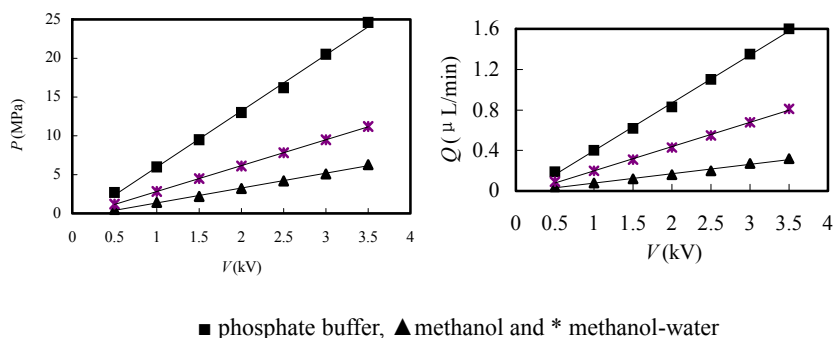 P(MPa)
25
20
15
10
5
0
0 0.5 1 1.5 2 2.5 3 3.5 4
V(kV)
Q(μL/min)
1.6
1.2
0.8
0.4
0
0 0.5 1 1.5 2 2.5 3 3.5 4
V(kV)
■ phosphate buffer, ▲ methanol and * methanol-water